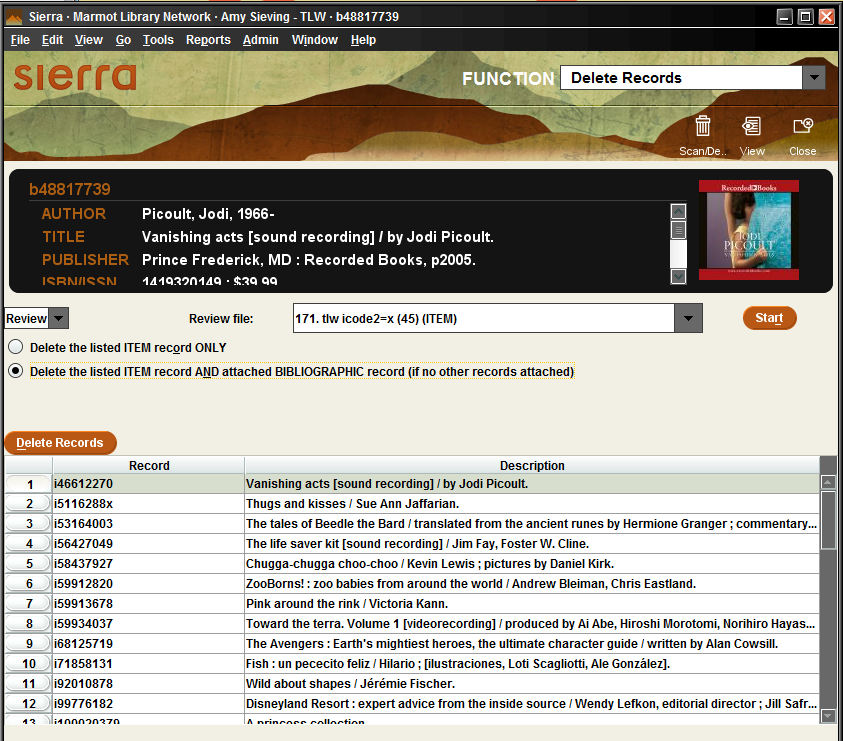 Sierra · Marmot Library Network · Amy Sieving - TLW · b48817739
File Edit View Go Tools Reports Admin Window Help
sierra
FUNCTION Delete Records
Scan/De.. View Close
b48817739
AUTHOR Picoult, Jodi, 1966-
TITLE Vanishing acts [sound recording] / by Jodi Picoult.
PUBLISHER Prince Frederick, MD : Recorded Books, p2005.
ISBN/ISSN 1419320149 : $39.99
Recorded Books
JODI
PICOULT
VANISHING ACTS
Review Review file: 171. tlw icode2=x (45) (ITEM) Start
Delete the listed ITEM record ONLY
Delete the listed ITEM record AND attached BIBLIOGRAPHIC record (if no other records attached)
Delete Records
Record Description
1 i46612270 Vanishing acts [sound recording] / by Jodi Picoult.
2 i5116288x Thugs and kisses / Sue Ann Jaffarian.
3 i53164003 The tales of Beedle the Bard / translated from the ancient runes by Hermione Granger ; commentary...
4 i56427049 The life saver kit [sound recording] / Jim Fay, Foster W. Cline.
5 i58437927 Chugga-chugga choo-choo / Kevin Lewis ; pictures by Daniel Kirk.
6 i59912820 ZooBorns! : zoo babies from around the world / Andrew Bleiman, Chris Eastland.
7 i59913678 Pink around the rink / Victoria Kann.
8 i59934037 Toward the terra. Volume 1 [videorecording] / produced by Ai Abe, Hiroshi Morotomi, Norihiro Hayas...
9 i68125719 The Avengers : Earth's mightiest heroes, the ultimate character guide / written by Alan Cowsill.
10 i71858131 Fish : un pececito feliz / Hilario ; [ilustraciones, Loti Scagliotti, Ale González].
11 i92010878 Wild about shapes / Jérémie Fischer.
12 i99776182 Disneyland Resort : expert advice from the inside source / Wendy Lefkon, editorial director ; Jill Safr...
13 i100020379 A princess collection